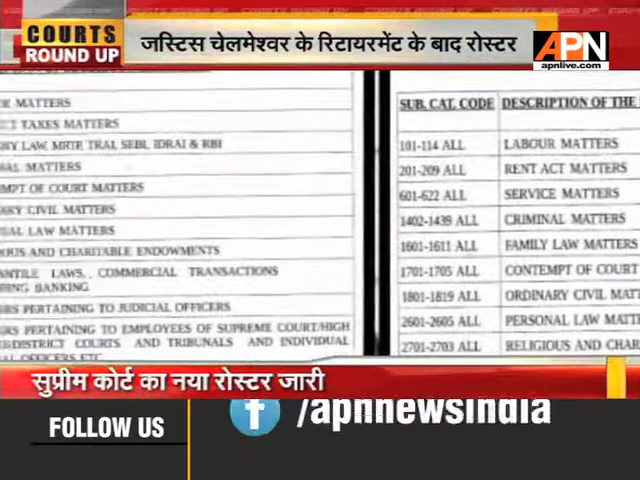 COURTS
ROUND UP
जस्टिस चेलमेश्वर के रिटायरमेंट के बाद रोस्टर
APN
apnlive.com
MATTERS
TAXES MATTERS
LAW, MRTP, TRAI, SEBI, IDRAI & RBI
MATTERS
OF COURT MATTERS
CIVIL MATTERS
LAW MATTERS
AND CHARITABLE ENDOWMENTS
LAWS, COMMERCIAL TRANSACTIONS
BANKING
PERTAINING TO JUDICIAL OFFICERS
PERTAINING TO EMPLOYEES OF SUPREME COURT/HIGH
COURTS AND TRIBUNALS AND INDIVIDUAL
OFFICERS ETC
SUB. CAT. CODE DESCRIPTION OF THE
101-114 ALL LABOUR MATTERS
201-209 ALL RENT ACT MATTERS
601-622 ALL SERVICE MATTERS
1402-1439 ALL CRIMINAL MATTERS
1601-1611 ALL FAMILY LAW MATTERS
1701-1705 ALL CONTEMPT OF COURT
1801-1819 ALL ORDINARY CIVIL
2601-2605 ALL PERSONAL LAW
2701-2703 ALL RELIGIOUS AND
सुप्रीम कोर्ट का नया रोस्टर जारी
FOLLOW US
f /apnnewsindia